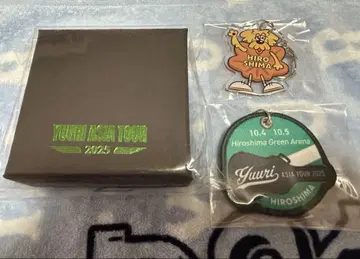 YUURI ASIA TOUR
2025
HIRO
SHIMA
10.4 10.5
Hiroshima Green Arena
yuuri
ASIA TOUR 2025
HIROSHIMA